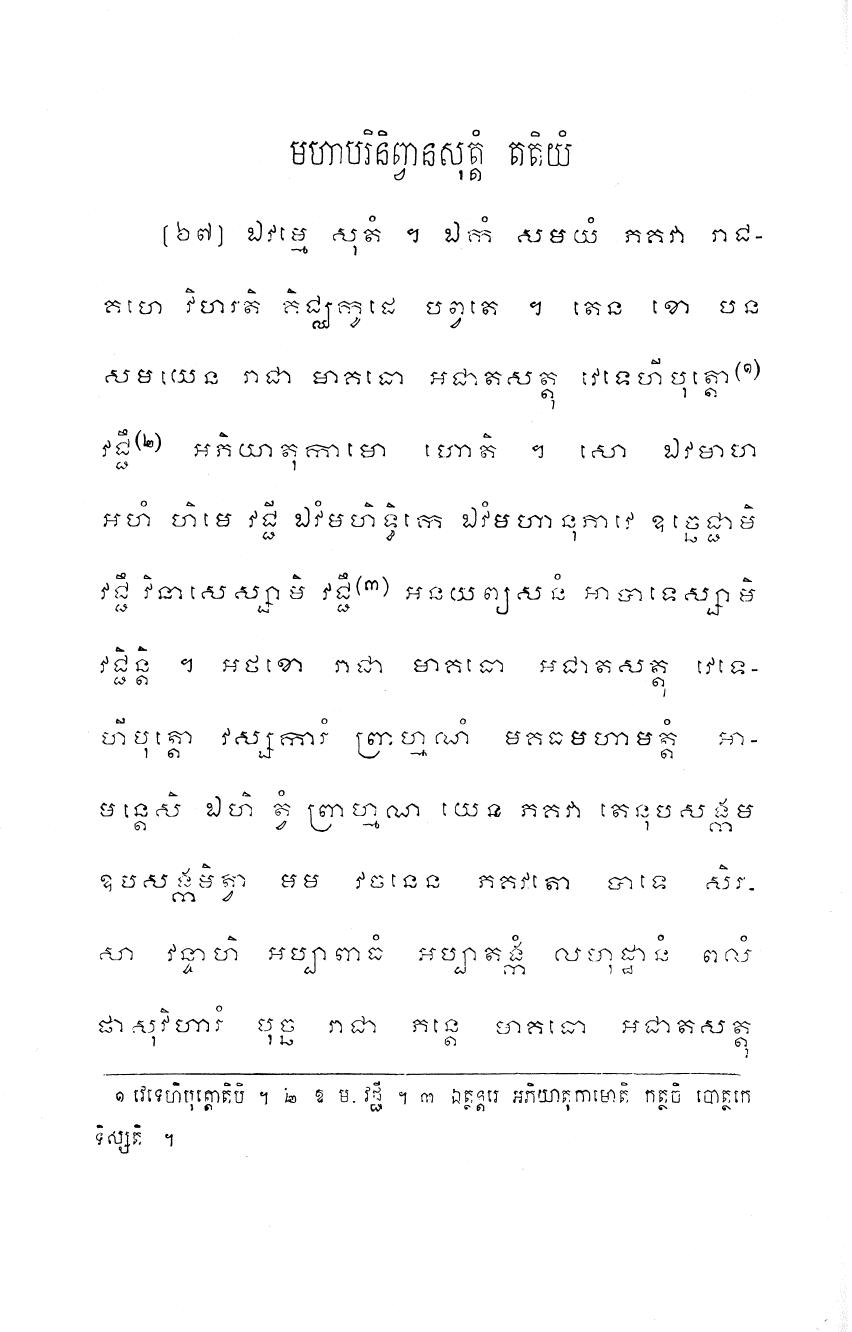 មហាបរិនិព្វានសុត្តំ តតិយំ
[៦៧] ឯវម្មេ សុតំ ។ ឯកំ សមយំ ភគវា រាជ-
គហេ វិហរតិ គិជ្ឈកូដេ បព្វតេ ។ តេន ខោ បន
សមយេន រាជា មាគធោ អជាតសត្តុ វេទេហីបុត្តោ(១)
វជ្ជឹ(២) អភិយាតុកាមោ ហោតិ ។ សោ ឯវមាហ
អហំ ហិមេ វជ្ជី ឯវំមហិទ្ធិកេ ឯវំមហានុភាវេ ឧច្ឆេជ្ជាមិ
វជ្ជឹ វិនាសេស្សាមិ វជ្ជឹ(៣) អនយព្យសនំ អាបាទេស្សាមិ
វជ្ជិន្តិ ។ អថខោ រាជា មាគធោ អជាតសត្តុ វេទេ-
ហីបុត្តោ វស្សការំ ព្រាហ្មណំ មគធមហាមត្តំ អា-
មន្តេសិ ឯហិ ត្វំ ព្រាហ្មណ យេន ភគវា តេនុបសង្កម
ឧបសង្កមិត្វា មម វចនេន ភគវតោ បាទេ សិរ-
សា វន្ទាហិ អប្បាពាធំ អប្បាតង្កំ លហុដ្ឋានំ ពលំ
ផាសុវិហារំ បុច្ឆ រាជា ភន្តេ មាគធោ អជាតសត្តុ
១ វេទេហិបុត្តោតិបិ ។ ២ ឱ ម. វជ្ជី ។ ៣ ឯត្ថន្តរេ អភិយាតុកាមោតិ កត្ថចិ បោត្ថកេ
ទិស្សតិ ។